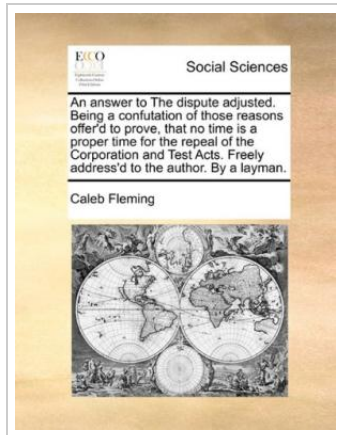 ECCO
Social Sciences
An answer to The dispute adjusted.
Being a confutation of those reasons
offer'd to prove, that no time is a
proper time for the repeal of the
Corporation and Test Acts. Freely
address'd to the author. By a layman.
Caleb Fleming